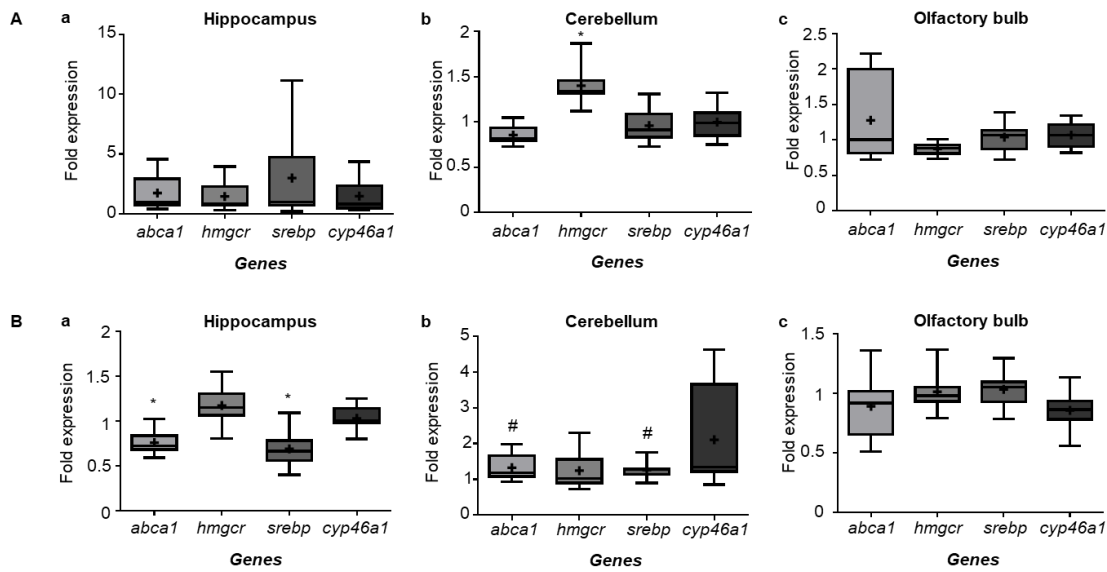 A a Hippocampus
Fold expression
15
10
5
0
abca1 hmgcr srebp cyp46a1
Genes
b Cerebellum
Fold expression
2
1.5
1
0.5
0
*
abca1 hmgcr srebp cyp46a1
Genes
c Olfactory bulb
Fold expression
2.5
2
1.5
1
0.5
0
abca1 hmgcr srebp cyp46a1
Genes
B a Hippocampus
Fold expression
2
1.5
1
0.5
0
* *
abca1 hmgcr srebp cyp46a1
Genes
b Cerebellum
Fold expression
5
4
3
2
1
0
# #
abca1 hmgcr srebp cyp46a1
Genes
c Olfactory bulb
Fold expression
1.5
1
0.5
0
abca1 hmgcr srebp cyp46a1
Genes